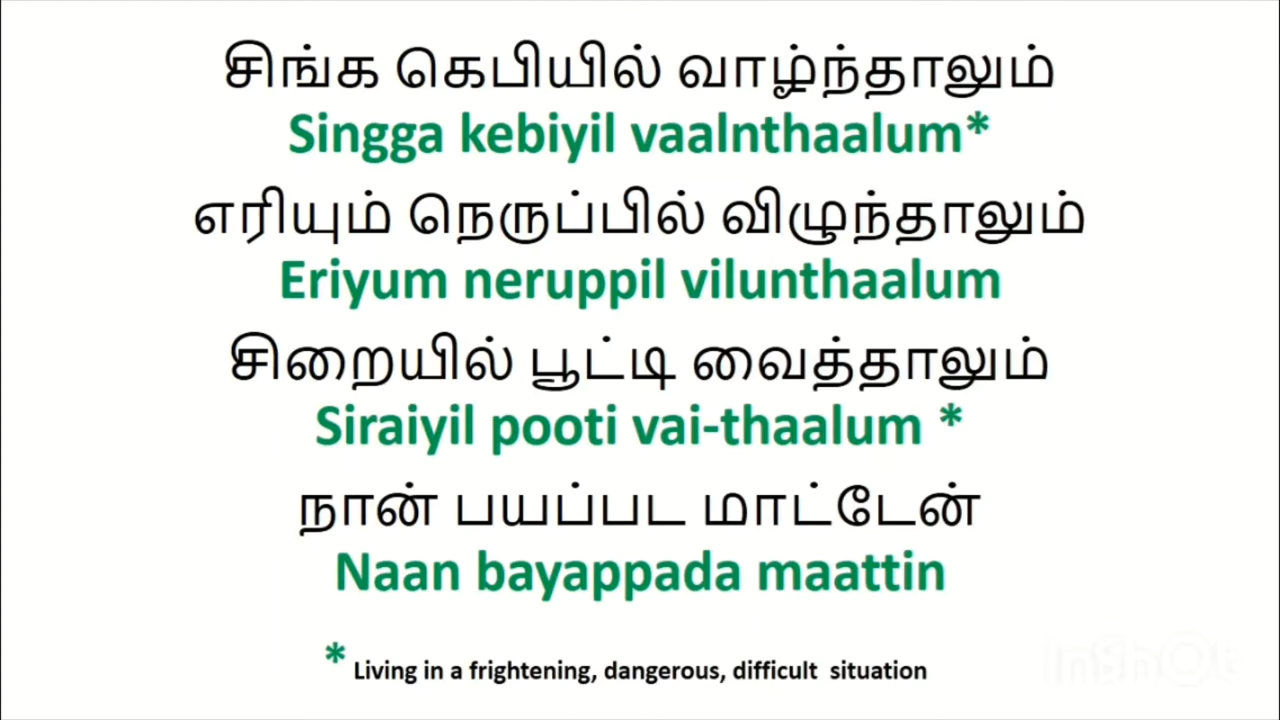 சிங்க கெபியில் வாழ்ந்தாலும்
Singga kebiyil vaalnthaalum*
எரியும் நெருப்பில் விழுந்தாலும்
Eriyum neruppil vilunthaalum
சிறையில் பூட்டி வைத்தாலும்
Siraiyil pooti vai-thaalum *
நான் பயப்பட மாட்டேன்
Naan bayappada maattin
* Living in a frightening, dangerous, difficult situation
InShot